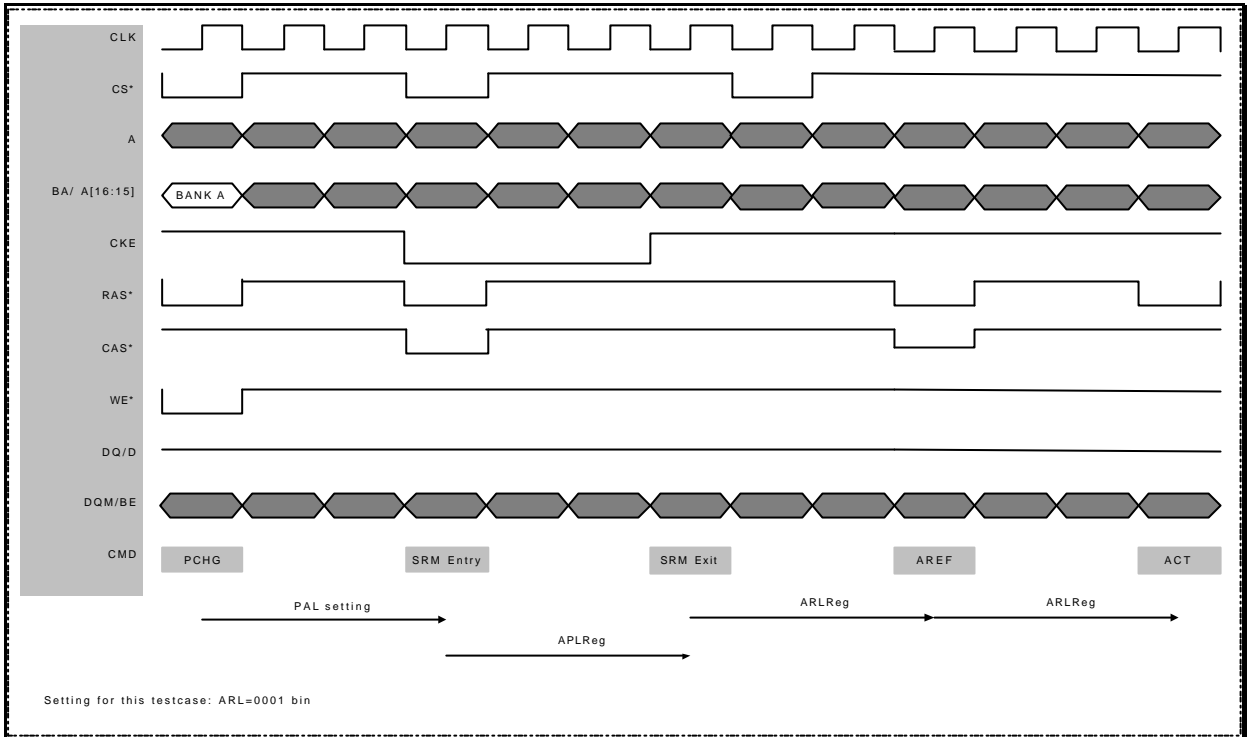 CLK
CS*
A
BA/ A[16:15]
BANK A
CKE
RAS*
CAS*
WE*
DQ/D
DQM/BE
CMD
PCHG
SRM Entry
SRM Exit
AREF
ACT
PAL setting
ARLReg
ARLReg
APLReg
Setting for this testcase: ARL=0001 bin